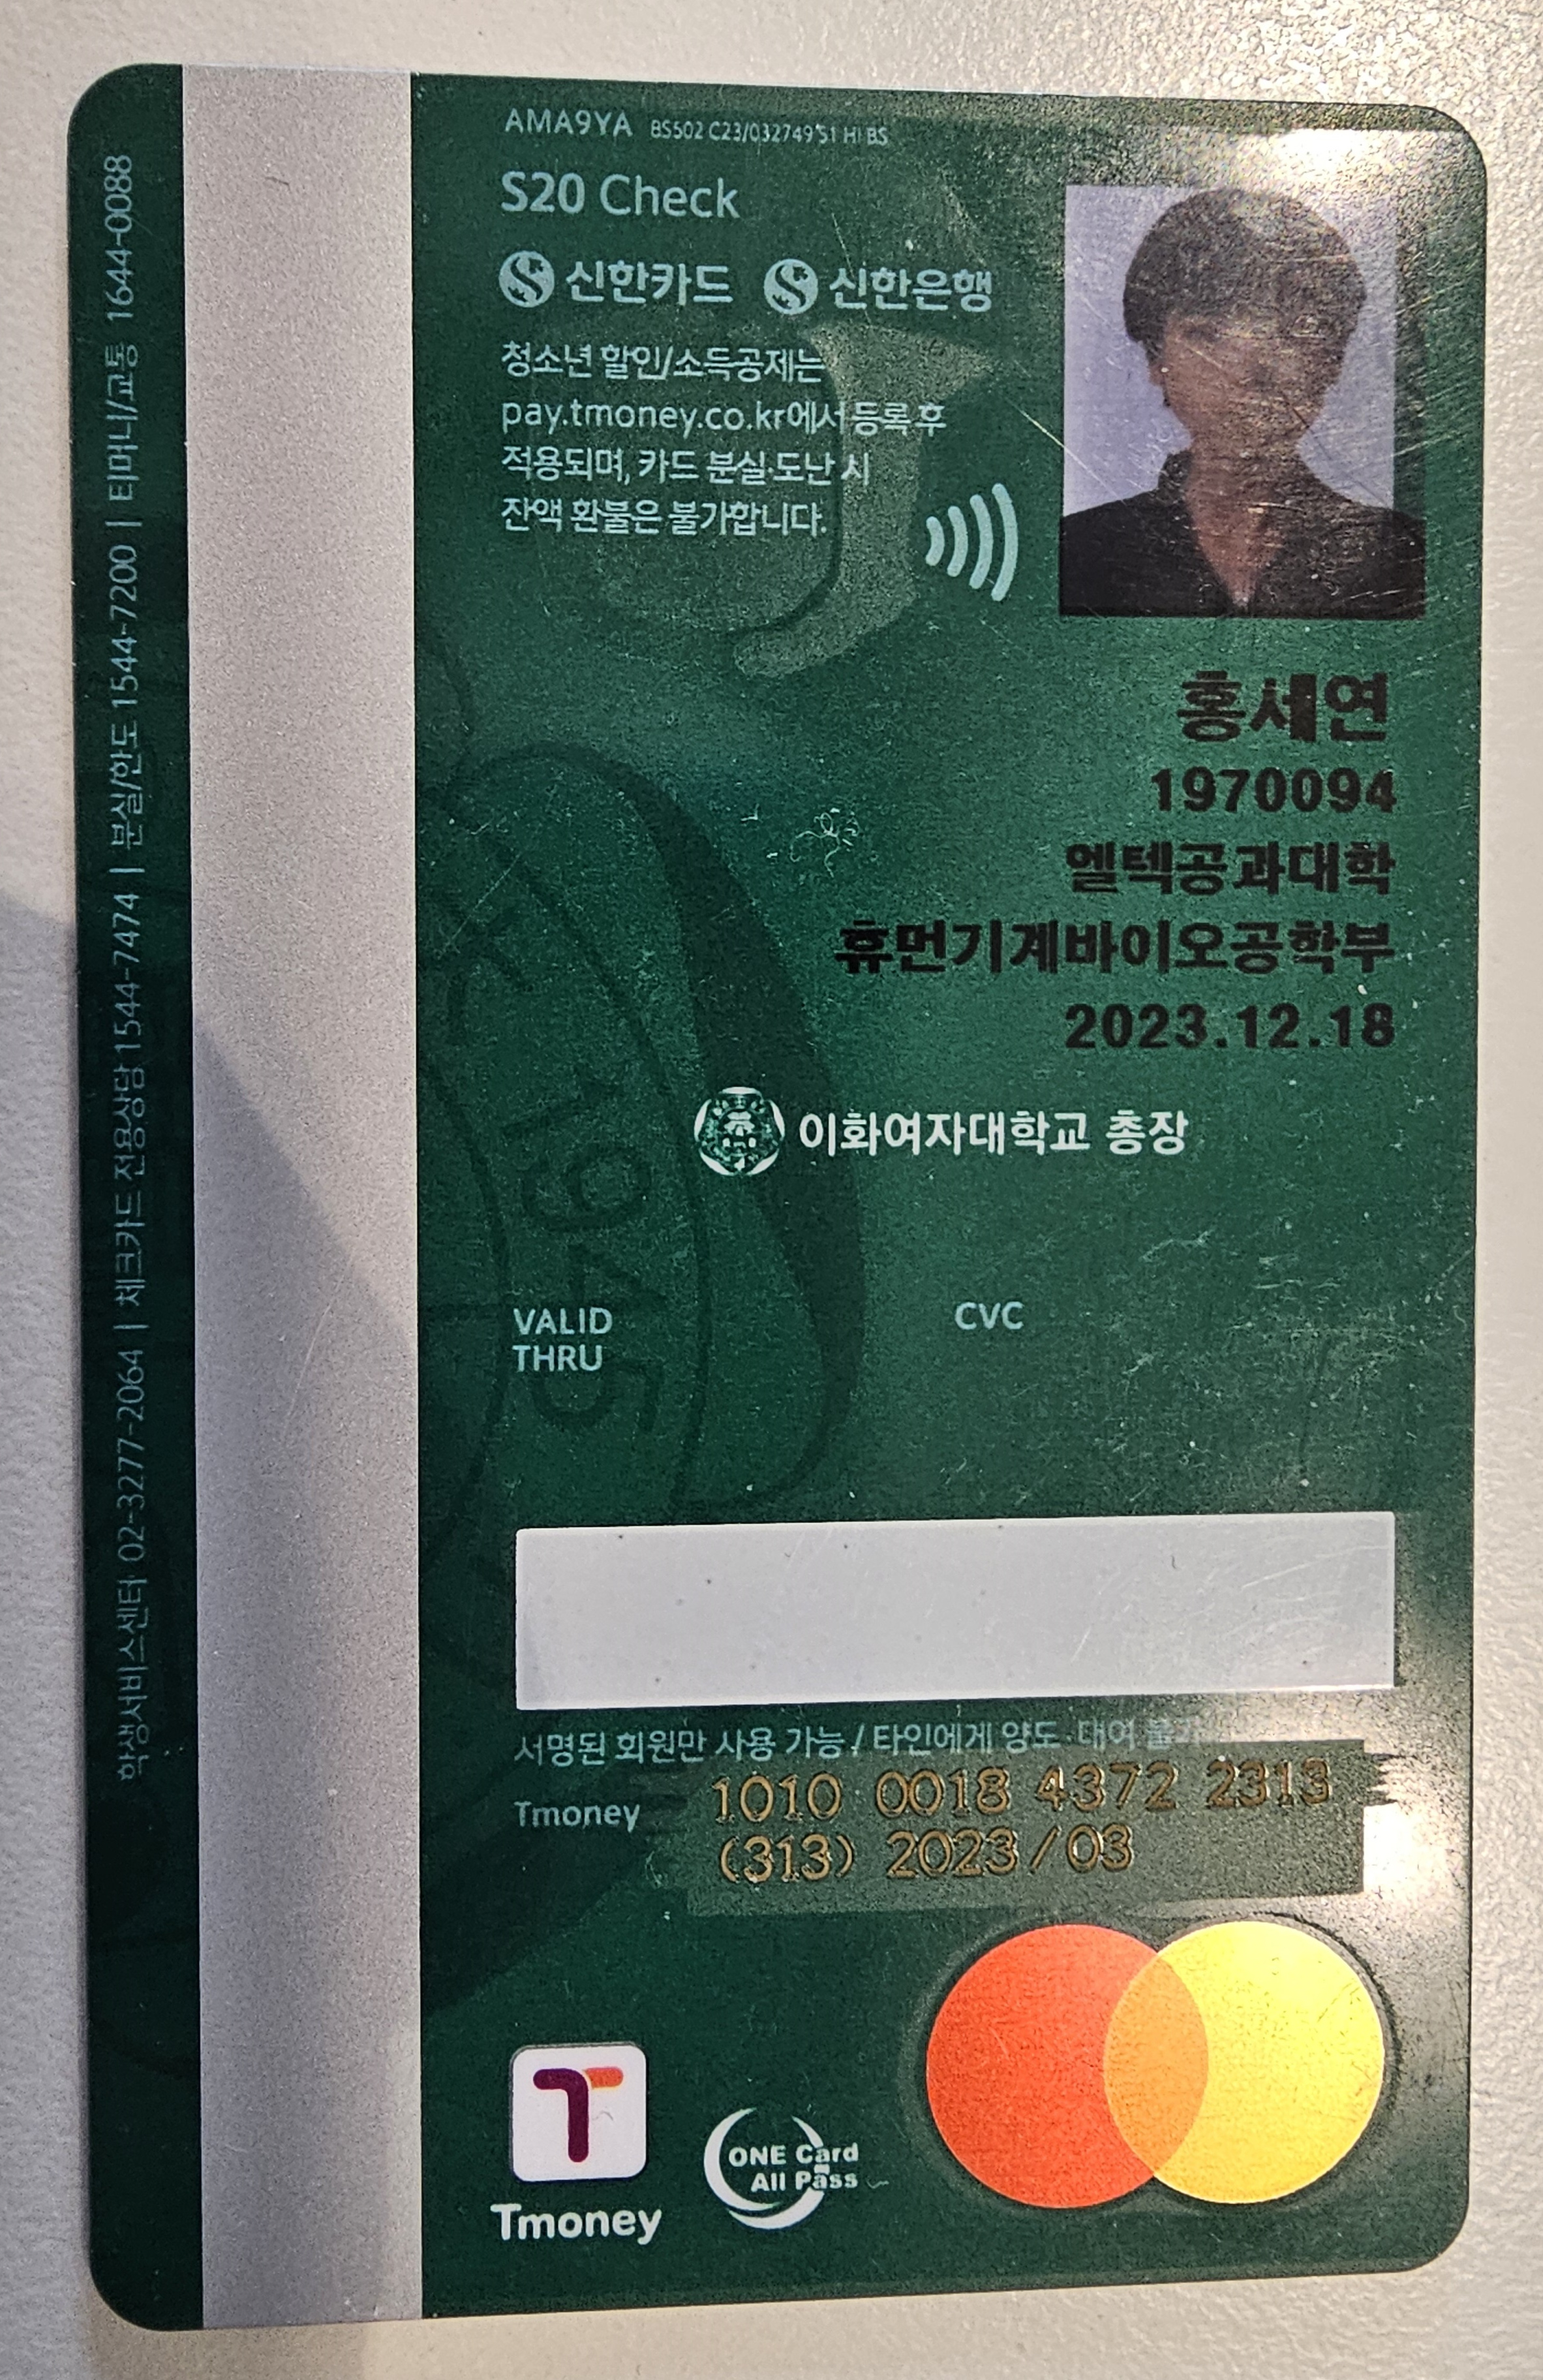 AMA9YA BS502 C23/03274951 HI BS
S20 Check
신한카드 신한은행
청소년 할인/소득공제는
pay.tmoney.co.kr에서 등록 후
적용되며, 카드 분실·도난 시
잔액 환불은 불가합니다.
홍세연
1970094
엘텍공과대학
휴먼기계바이오공학부
2023.12.18
이화여자대학교 총장
VALID
THRU
CVC
서명된 회원만 사용 가능 / 타인에게 양도·대여 불가
Tmoney 1010 0018 4372 2313
(313) 2023/03
Tmoney
ONE Card
All Pass
학생서비스센터 02-3277-2064 | 체크카드 전용상담 1544-7474 | 분실/한도 1544-7200 | 티머니/교통 1644-0088